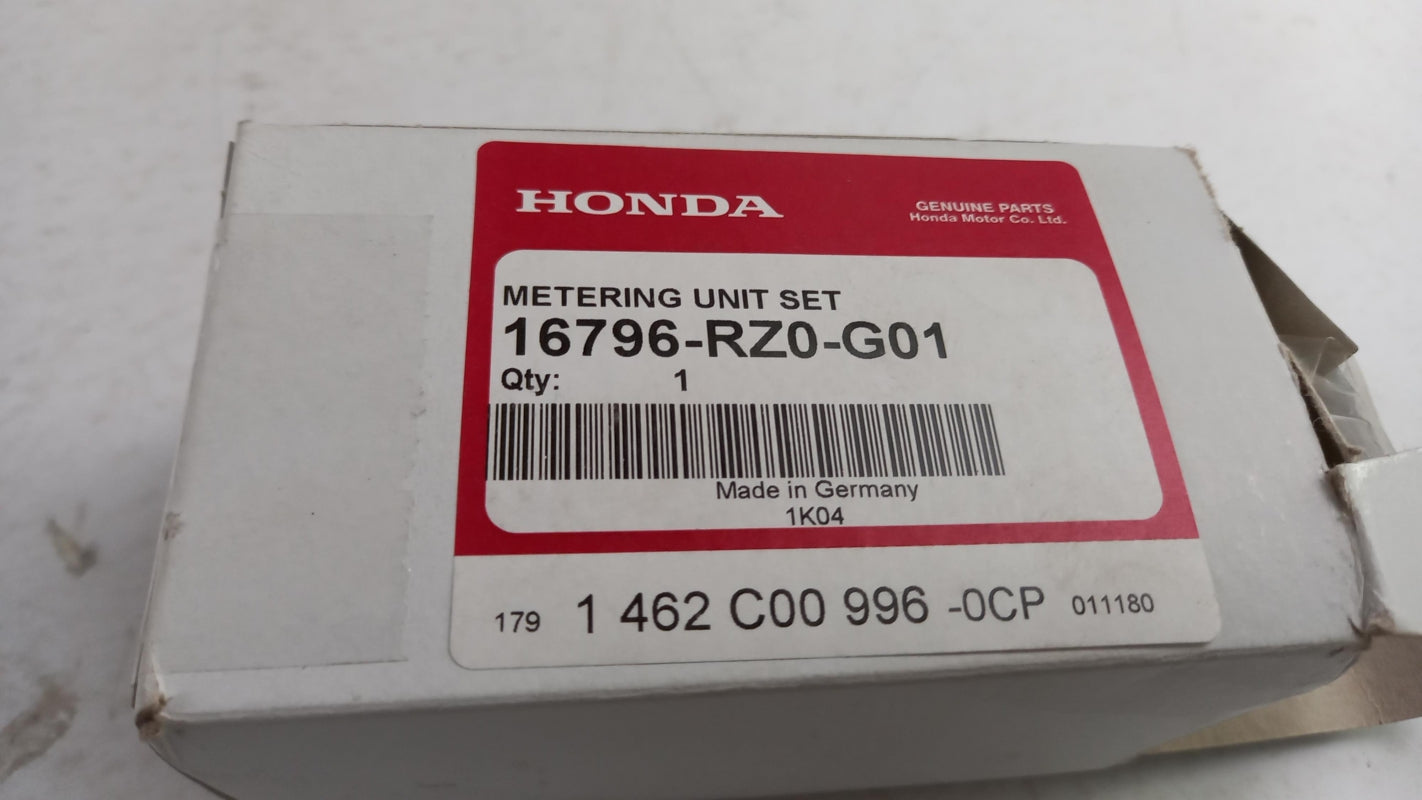 HONDA
GENUINE PARTS
Honda Motor Co. Ltd.
METERING UNIT SET
16796-RZ0-G01
Qty: 1
Made in Germany
1K04
179 1 462 C00 996 -0CP 011180